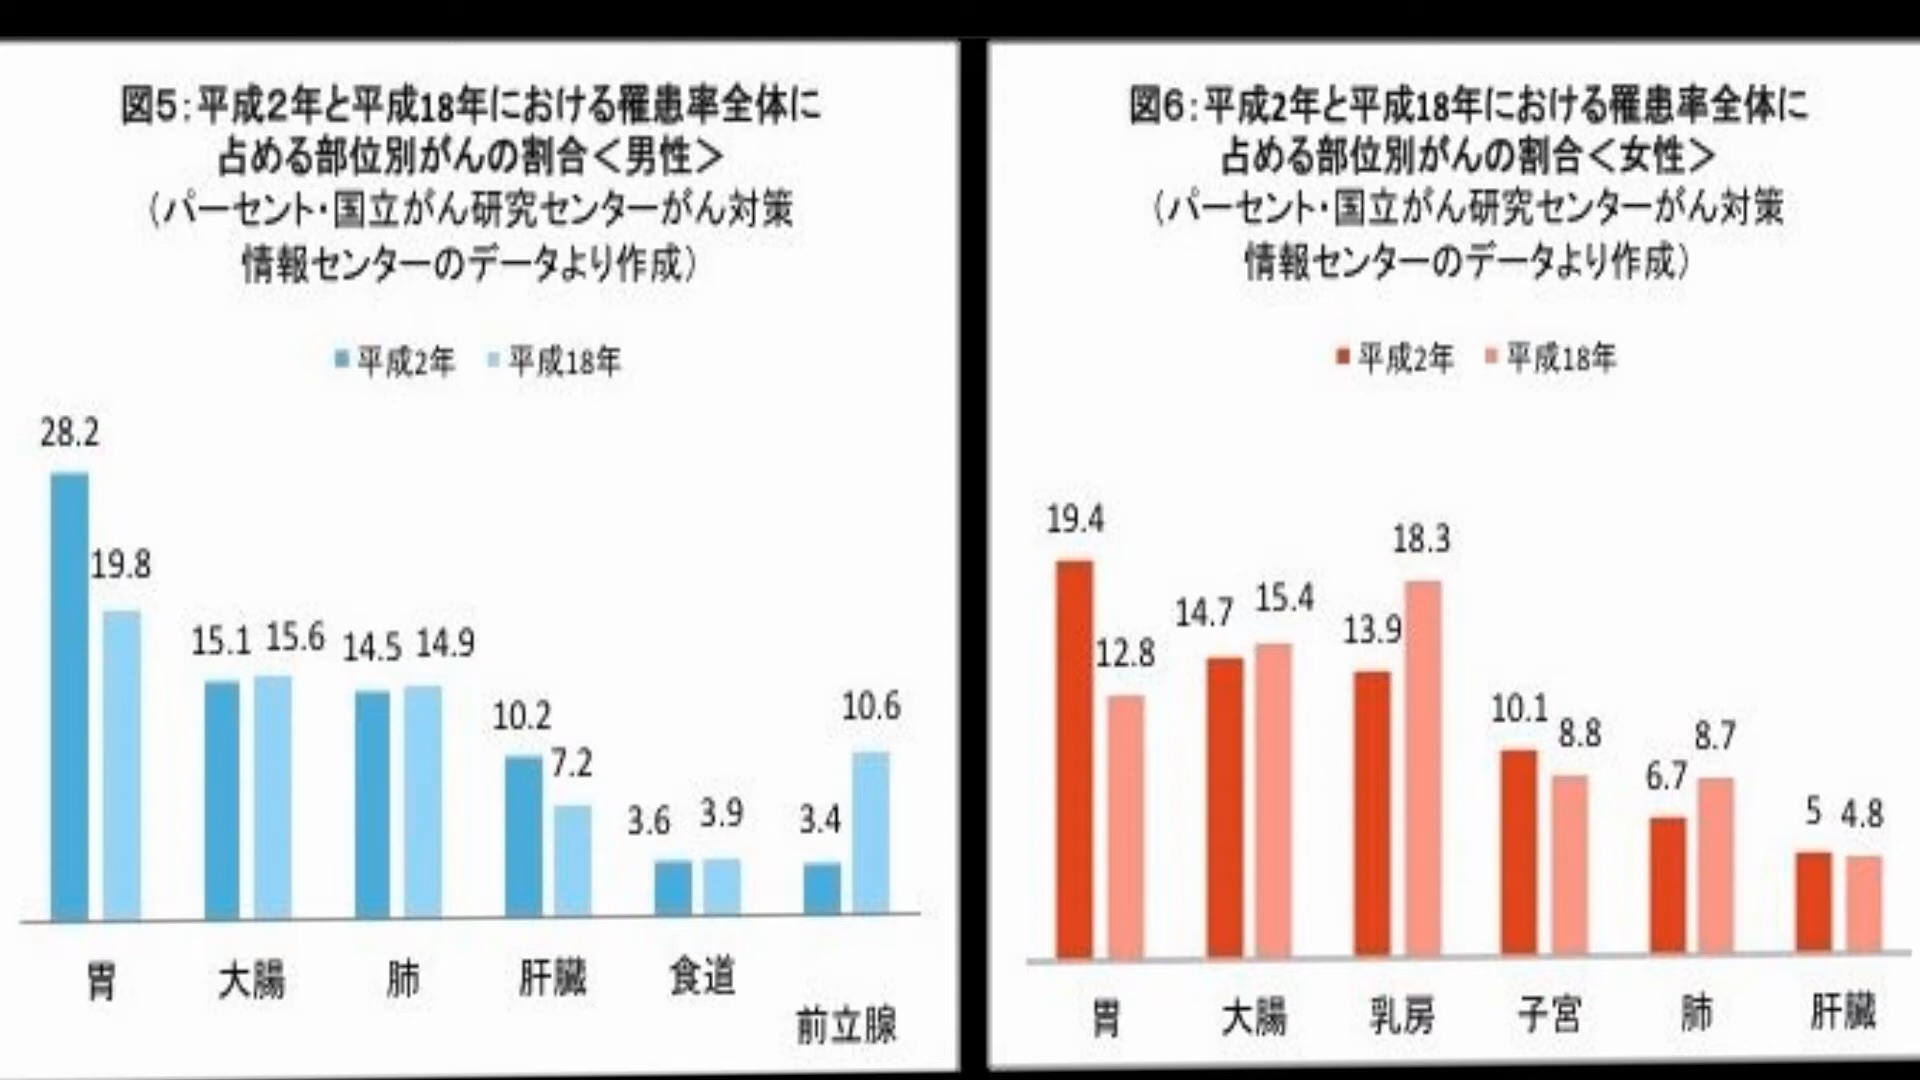 図5:平成2年と平成18年における罹患率全体に
占める部位別がんの割合<男性>
(パーセント・国立がん研究センターがん対策
情報センターのデータより作成)
平成2年 平成18年
28.2
19.8
15.1 15.6 14.5 14.9
10.2
7.2
3.6 3.9 3.4
10.6
胃 大腸 肺 肝臓 食道
前立腺
図6:平成2年と平成18年における罹患率全体に
占める部位別がんの割合<女性>
(パーセント・国立がん研究センターがん対策
情報センターのデータより作成)
平成2年 平成18年
19.4
12.8
14.7 15.4
13.9
18.3
10.1
8.8
6.7
8.7
5 4.8
胃 大腸 乳房 子宮 肺 肝臓